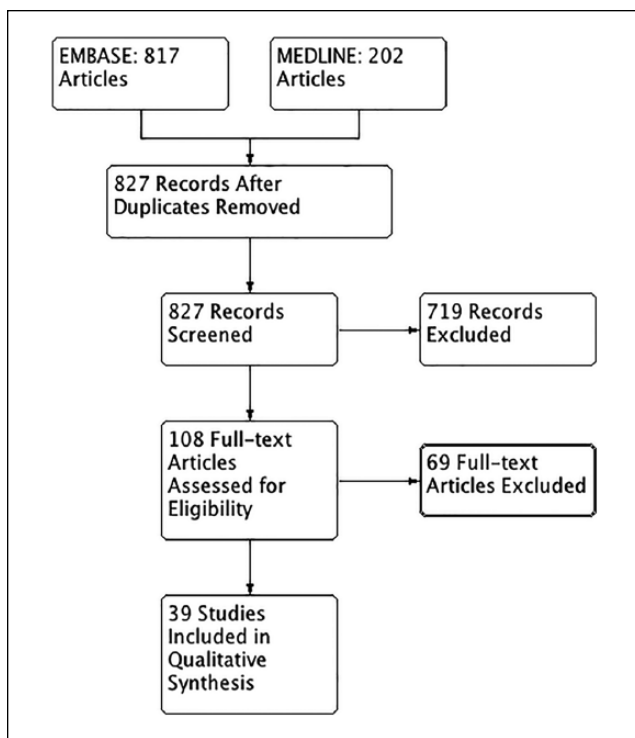 EMBASE: 817
Articles
MEDLINE: 202
Articles
827 Records After
Duplicates Removed
827 Records
Screened
719 Records
Excluded
108 Full-text
Articles
Assessed for
Eligibility
69 Full-text
Articles Excluded
39 Studies
Included in
Qualitative
Synthesis